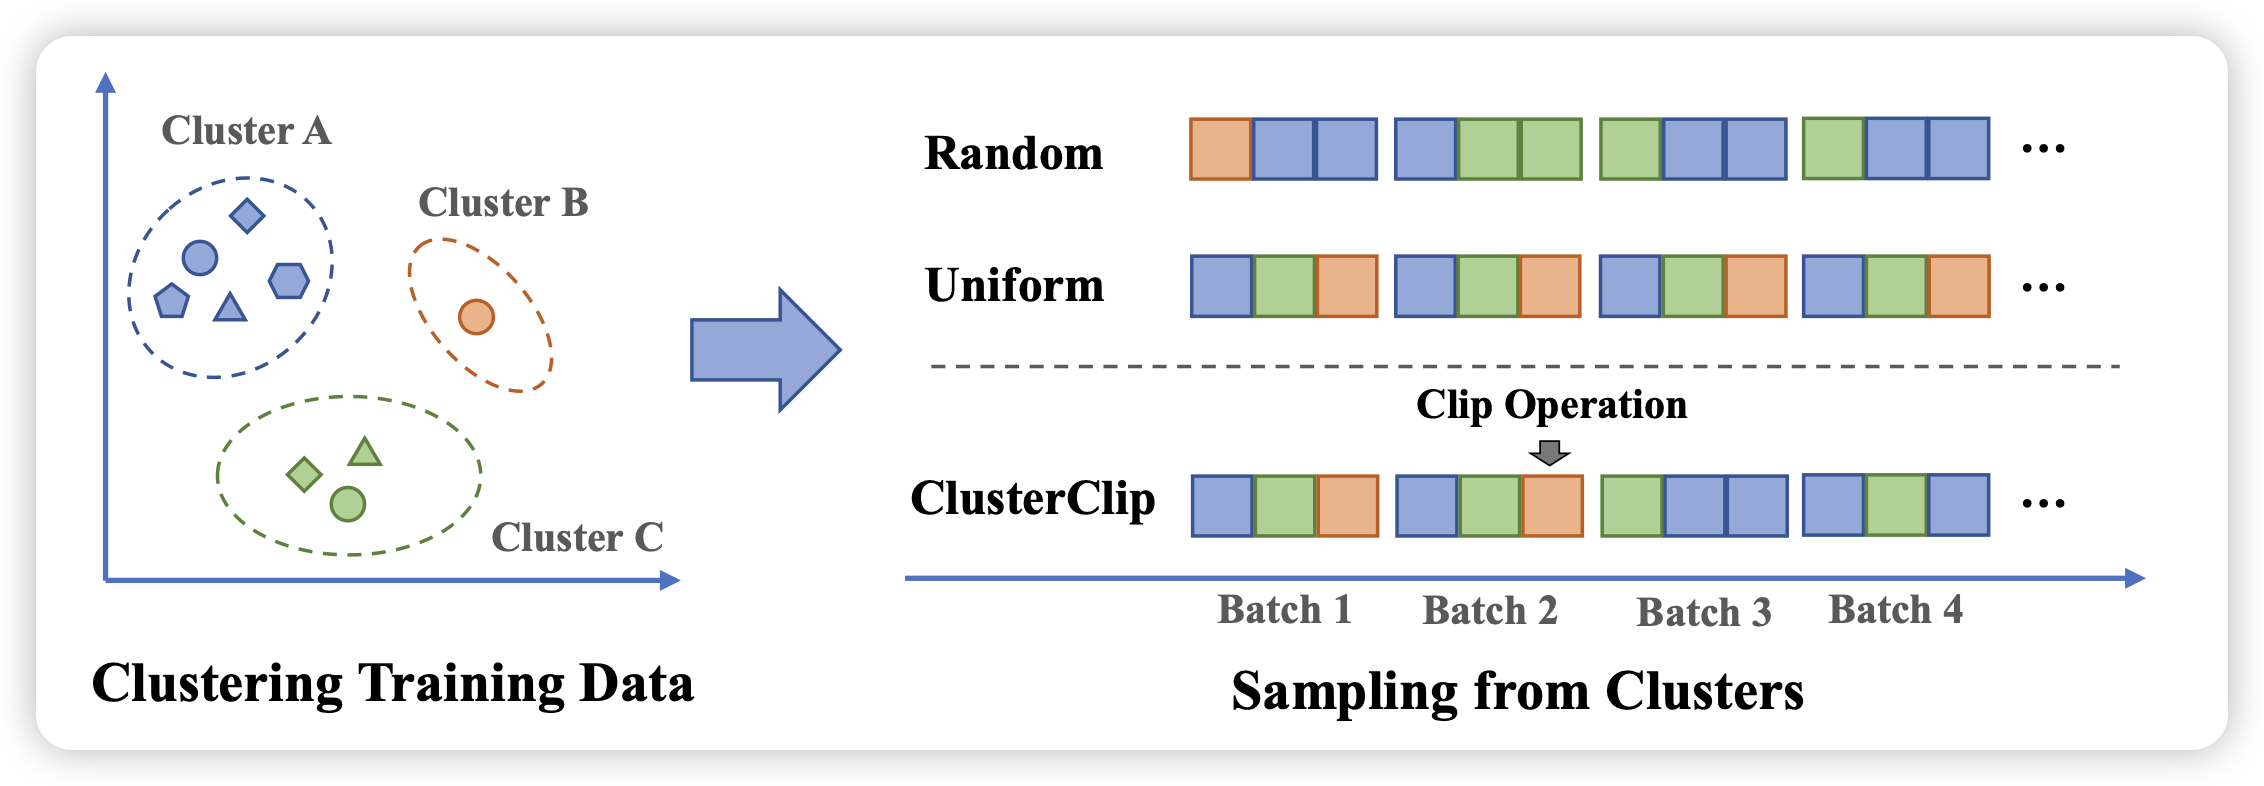 Cluster A
Cluster B
Cluster C
Clustering Training Data
Random
...
Uniform
...
Clip Operation
ClusterClip
...
Batch 1
Batch 2
Batch 3
Batch 4
Sampling from Clusters